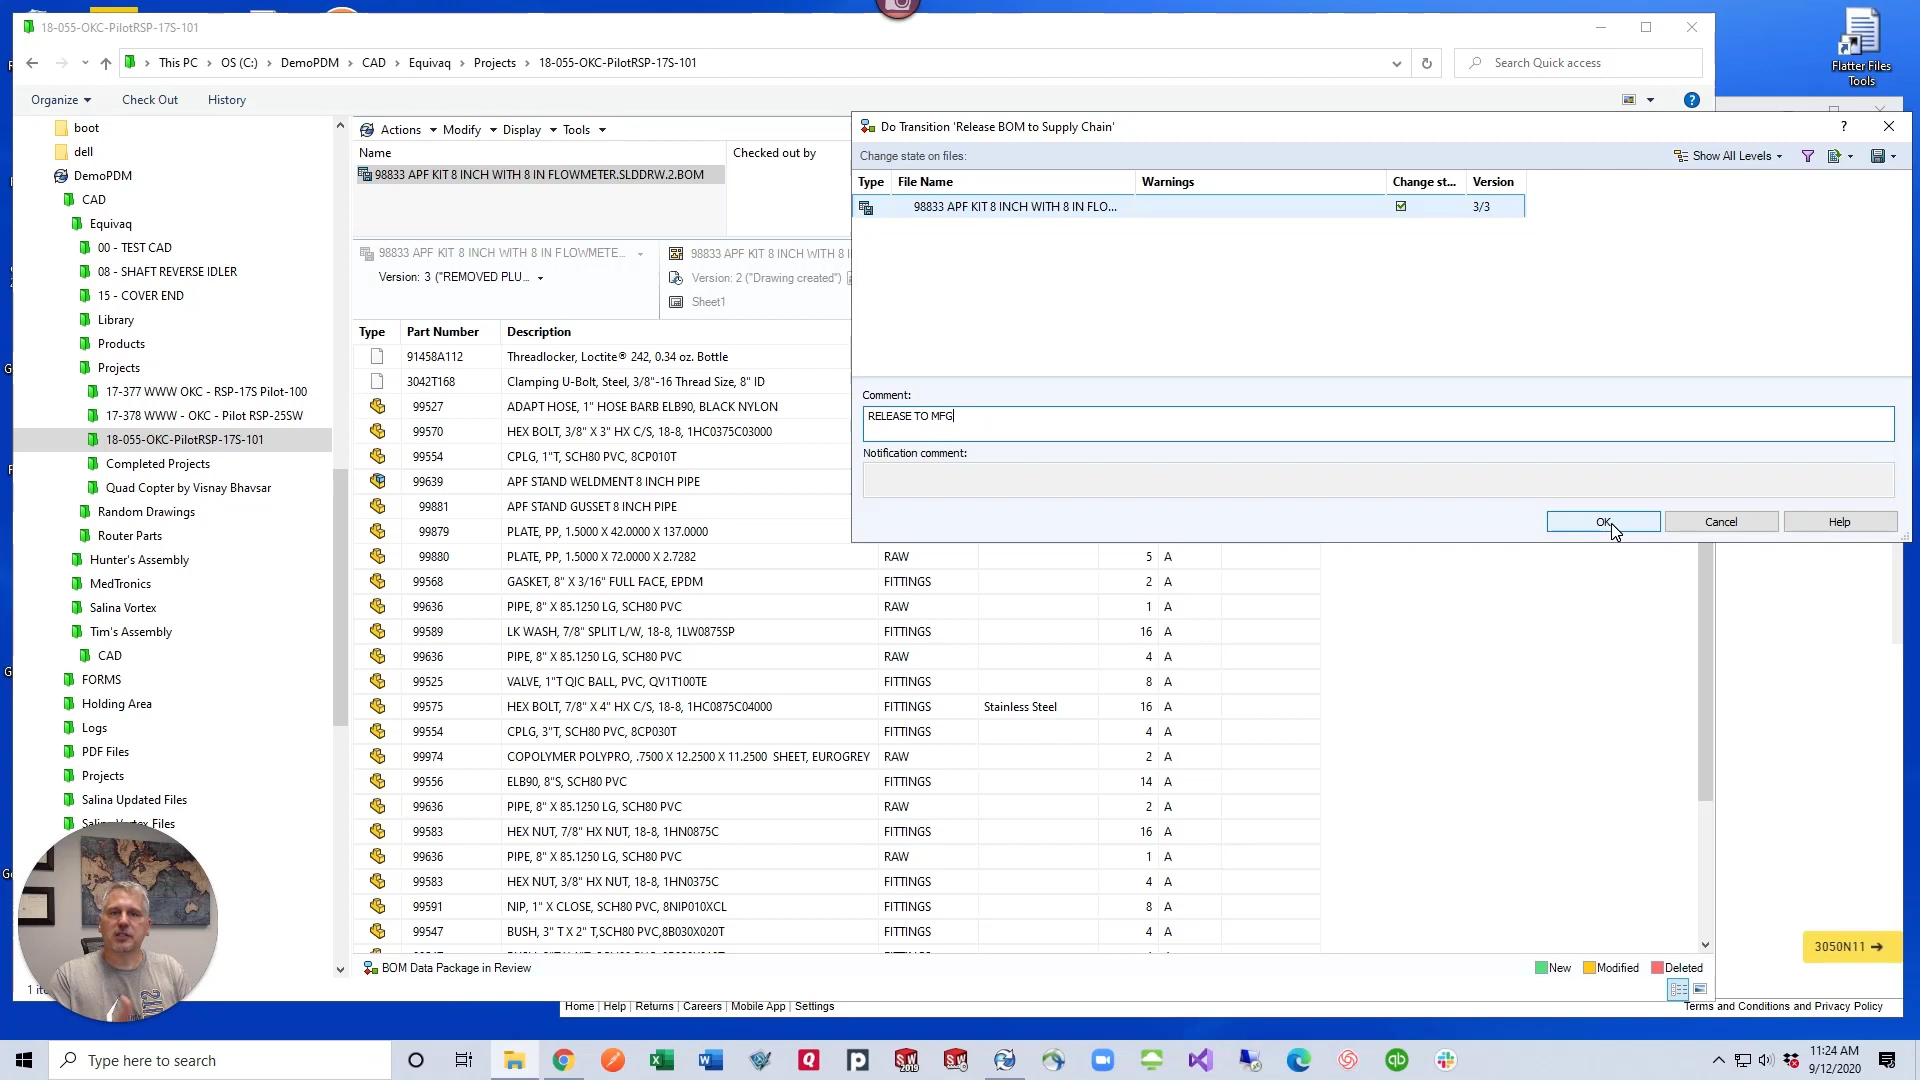 18-055-OKC-PilotRSP-17S-101
This PC > OS (C:) > DemoPDM > CAD > Equivaq > Projects > 18-055-OKC-PilotRSP-17S-101
Search Quick access
Flatter Files
Tools
Organize
Check Out
History
boot
dell
DemoPDM
CAD
Equivaq
00 - TEST CAD
08 - SHAFT REVERSE IDLER
15 - COVER END
Library
Products
Projects
17-377 WWW OKC - RSP-17S Pilot-100
17-378 WWW - OKC - Pilot RSP-25SW
18-055-OKC-PilotRSP-17S-101
Completed Projects
Quad Copter by Visnay Bhavsar
Random Drawings
Router Parts
Hunter's Assembly
MedTronics
Salina Vortex
Tim's Assembly
CAD
FORMS
Holding Area
Logs
PDF Files
Projects
Salina Updated Files
Salina Vortex Files
Actions Modify Display Tools
Name
Checked out by
98833 APF KIT 8 INCH WITH 8 IN FLOWMETER.SLDDRW.2.BOM
98833 APF KIT 8 INCH WITH 8 IN FLOWMETE...
Version: 3 ("REMOVED PLU...
98833 APF KIT 8 INCH WITH 8 I
Version: 2 ("Drawing created")
Sheet1
Type Part Number Description
91458A112 Threadlocker, Loctite® 242, 0.34 oz. Bottle
3042T168 Clamping U-Bolt, Steel, 3/8"-16 Thread Size, 8" ID
99527 ADAPT HOSE, 1" HOSE BARB ELB90, BLACK NYLON
99570 HEX BOLT, 3/8" X 3" HX C/S, 18-8, 1HC0375C03000
99554 CPLG, 1"T, SCH80 PVC, 8CP010T
99639 APF STAND WELDMENT 8 INCH PIPE
99881 APF STAND GUSSET 8 INCH PIPE
99879 PLATE, PP, 1.5000 X 42.0000 X 137.0000
99880 PLATE, PP, 1.5000 X 72.0000 X 2.7282 RAW 5 A
99568 GASKET, 8" X 3/16" FULL FACE, EPDM FITTINGS 2 A
99636 PIPE, 8" X 85.1250 LG, SCH80 PVC RAW 1 A
99589 LK WASH, 7/8" SPLIT L/W, 18-8, 1LW0875SP FITTINGS 16 A
99636 PIPE, 8" X 85.1250 LG, SCH80 PVC RAW 4 A
99525 VALVE, 1"T QIC BALL, PVC, QV1T100TE FITTINGS 8 A
99575 HEX BOLT, 7/8" X 4" HX C/S, 18-8, 1HC0875C04000 FITTINGS Stainless Steel 16 A
99554 CPLG, 3"T, SCH80 PVC, 8CP030T FITTINGS 4 A
99974 COPOLYMER POLYPRO, .7500 X 12.2500 X 11.2500 SHEET, EUROGREY RAW 2 A
99556 ELB90, 8"S, SCH80 PVC FITTINGS 14 A
99636 PIPE, 8" X 85.1250 LG, SCH80 PVC RAW 2 A
99583 HEX NUT, 7/8" HX NUT, 18-8, 1HN0875C FITTINGS 16 A
99636 PIPE, 8" X 85.1250 LG, SCH80 PVC RAW 1 A
99583 HEX NUT, 3/8" HX NUT, 18-8, 1HN0375C FITTINGS 4 A
99591 NIP, 1" X CLOSE, SCH80 PVC, 8NIP010XCL FITTINGS 8 A
99547 BUSH, 3" T X 2" T,SCH80 PVC,8B030X020T FITTINGS 4 A
BOM Data Package in Review
New Modified Deleted
Do Transition 'Release BOM to Supply Chain'
Change state on files:
Show All Levels
Type File Name Warnings Change st... Version
98833 APF KIT 8 INCH WITH 8 IN FLO... 3/3
Comment:
RELEASE TO MFG
Notification comment:
OK
Cancel
Help
3050N11 →
Home | Help | Returns | Careers | Mobile App | Settings
Terms and Conditions and Privacy Policy
Type here to search
11:24 AM
9/12/2020